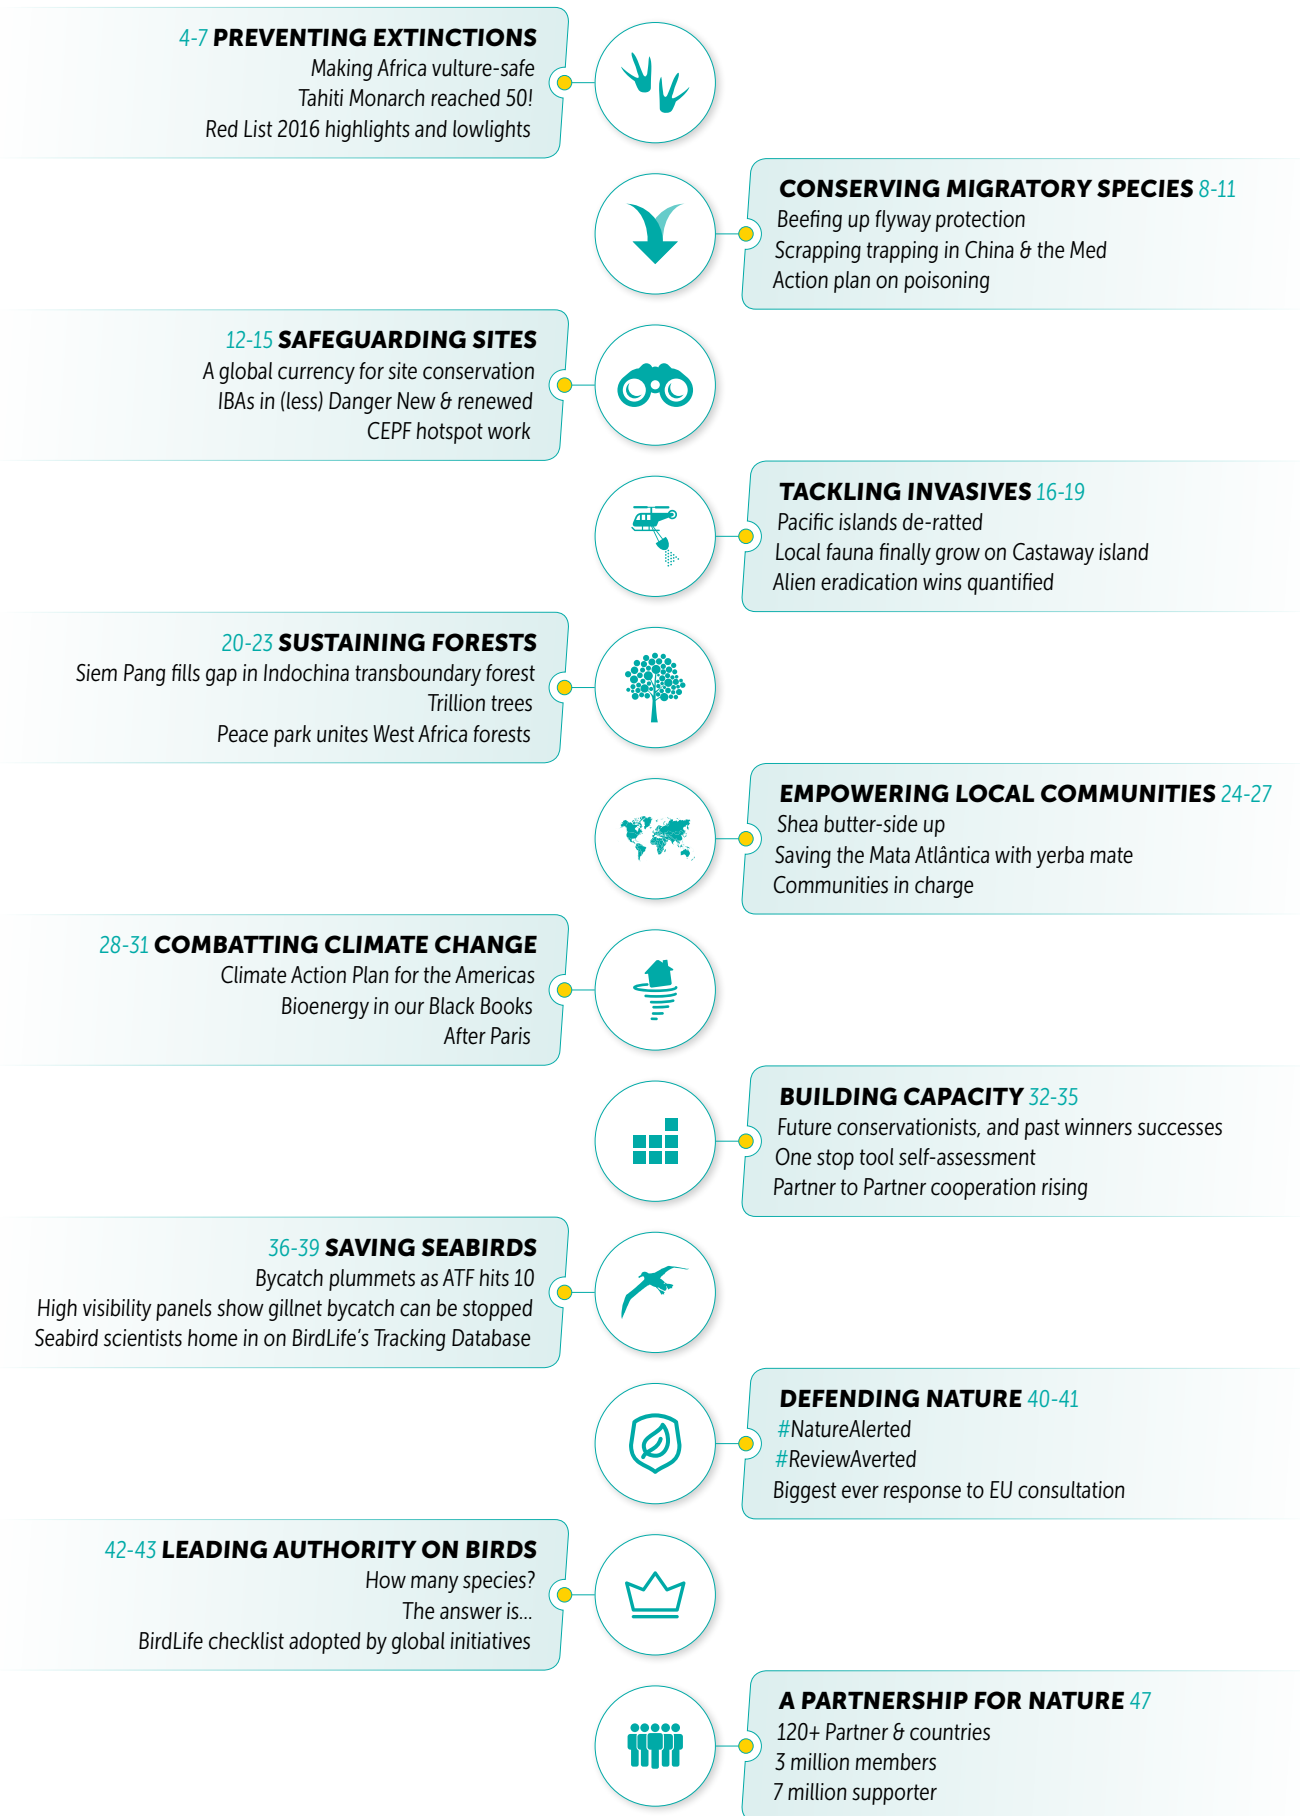 4-7 PREVENTING EXTINCTIONS
Making Africa vulture-safe
Tahiti Monarch reached 50!
Red List 2016 highlights and lowlights
CONSERVING MIGRATORY SPECIES 8-11
Beefing up flyway protection
Scrapping trapping in China & the Med
Action plan on poisoning
12-15 SAFEGUARDING SITES
A global currency for site conservation
IBAs in (less) Danger New & renewed
CEPF hotspot work
TACKLING INVASIVES 16-19
Pacific islands de-ratted
Local fauna finally grow on Castaway island
Alien eradication wins quantified
20-23 SUSTAINING FORESTS
Siem Pang fills gap in Indochina transboundary forest
Trillion trees
Peace park unites West Africa forests
EMPOWERING LOCAL COMMUNITIES 24-27
Shea butter-side up
Saving the Mata Atlântica with yerba mate
Communities in charge
28-31 COMBATTING CLIMATE CHANGE
Climate Action Plan for the Americas
Bioenergy in our Black Books
After Paris
BUILDING CAPACITY 32-35
Future conservationists, and past winners successes
One stop tool self-assessment
Partner to Partner cooperation rising
36-39 SAVING SEABIRDS
Bycatch plummets as ATF hits 10
High visibility panels show gillnet bycatch can be stopped
Seabird scientists home in on BirdLife's Tracking Database
DEFENDING NATURE 40-41
#NatureAlerted
#ReviewAverted
Biggest ever response to EU consultation
42-43 LEADING AUTHORITY ON BIRDS
How many species?
The answer is...
BirdLife checklist adopted by global initiatives
A PARTNERSHIP FOR NATURE 47
120+ Partner & countries
3 million members
7 million supporter